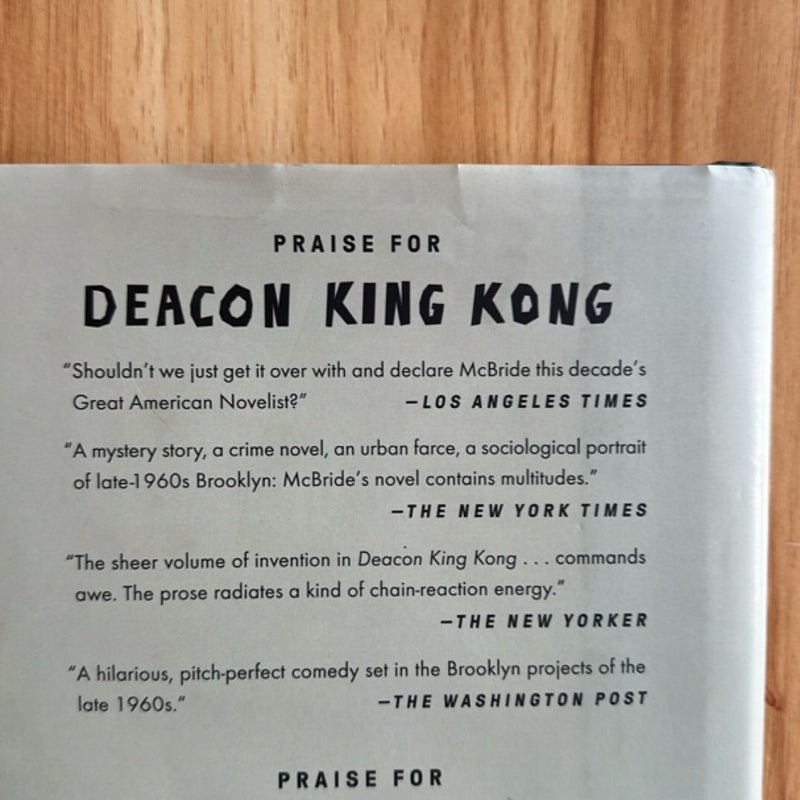 PRAISE FOR
DEACON KING KONG
“Shouldn’t we just get it over with and declare McBride this decade’s
Great American Novelist?” —LOS ANGELES TIMES
“A mystery story, a crime novel, an urban farce, a sociological portrait
of late-1960s Brooklyn: McBride’s novel contains multitudes.”
—THE NEW YORK TIMES
“The sheer volume of invention in Deacon King Kong . . . commands
awe. The prose radiates a kind of chain-reaction energy.”
—THE NEW YORKER
“A hilarious, pitch-perfect comedy set in the Brooklyn projects of the
late 1960s.” —THE WASHINGTON POST
PRAISE FOR